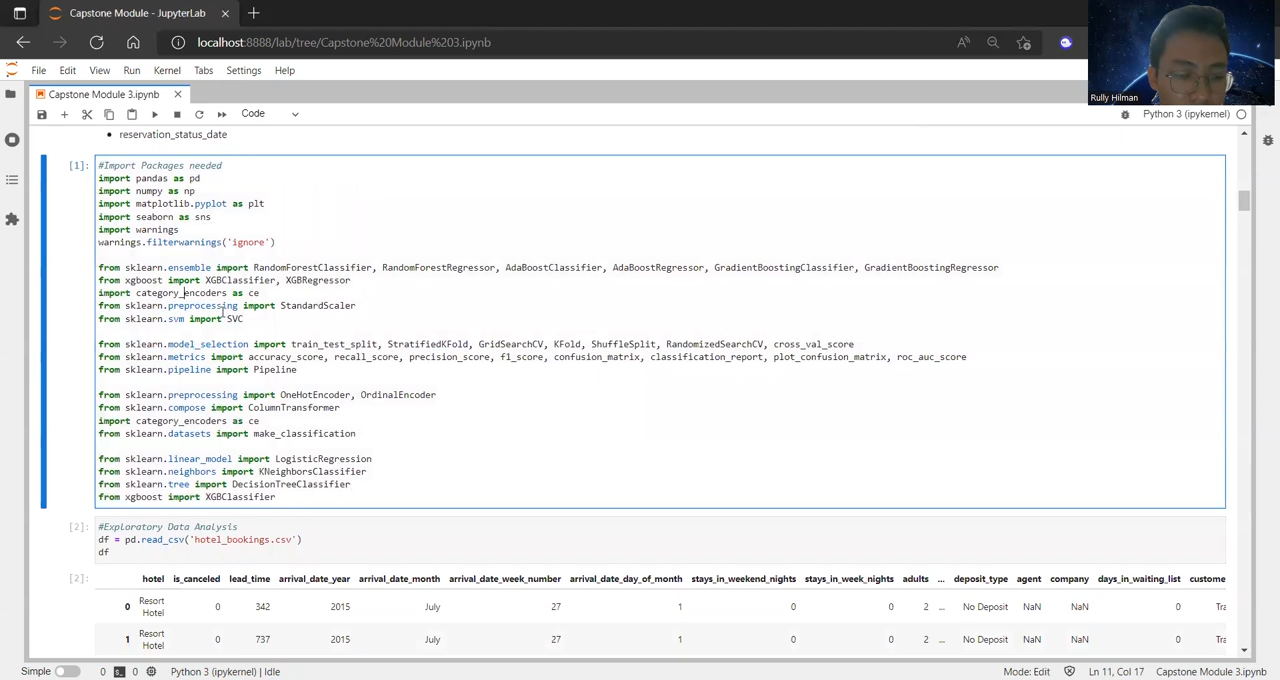 Capstone Module - JupyterLab
localhost:8888/lab/tree/Capstone%20Module%203.ipynb
Rully Hilman
File Edit View Run Kernel Tabs Settings Help
Capstone Module 3.ipynb
Code
Python 3 (ipykernel)
reservation_status_date
[1]:
#Import Packages needed
import pandas as pd
import numpy as np
import matplotlib.pyplot as plt
import seaborn as sns
import warnings
warnings.filterwarnings('ignore')
from sklearn.ensemble import RandomForestClassifier, RandomForestRegressor, AdaBoostClassifier, AdaBoostRegressor, GradientBoostingClassifier, GradientBoostingRegressor
from xgboost import XGBClassifier, XGBRegressor
import category_encoders as ce
from sklearn.preprocessing import StandardScaler
from sklearn.svm import SVC
from sklearn.model_selection import train_test_split, StratifiedKFold, GridSearchCV, KFold, ShuffleSplit, RandomizedSearchCV, cross_val_score
from sklearn.metrics import accuracy_score, recall_score, precision_score, f1_score, confusion_matrix, classification_report, plot_confusion_matrix, roc_auc_score
from sklearn.pipeline import Pipeline
from sklearn.preprocessing import OneHotEncoder, OrdinalEncoder
from sklearn.compose import ColumnTransformer
import category_encoders as ce
from sklearn.datasets import make_classification
from sklearn.linear_model import LogisticRegression
from sklearn.neighbors import KNeighborsClassifier
from sklearn.tree import DecisionTreeClassifier
from xgboost import XGBClassifier
[2]:
#Exploratory Data Analysis
df = pd.read_csv('hotel_bookings.csv')
df
[2]:
hotel is_canceled lead_time arrival_date_year arrival_date_month arrival_date_week_number arrival_date_day_of_month stays_in_weekend_nights stays_in_week_nights adults ... deposit_type agent company days_in_waiting_list custome
0 Resort Hotel 0 342 2015 July 27 1 0 0 2 ... No Deposit NaN NaN 0 Tra
1 Resort Hotel 0 737 2015 July 27 1 0 0 2 ... No Deposit NaN NaN 0 Tra
Simple 0 0 Python 3 (ipykernel) | Idle Mode: Edit Ln 11, Col 17 Capstone Module 3.ipynb